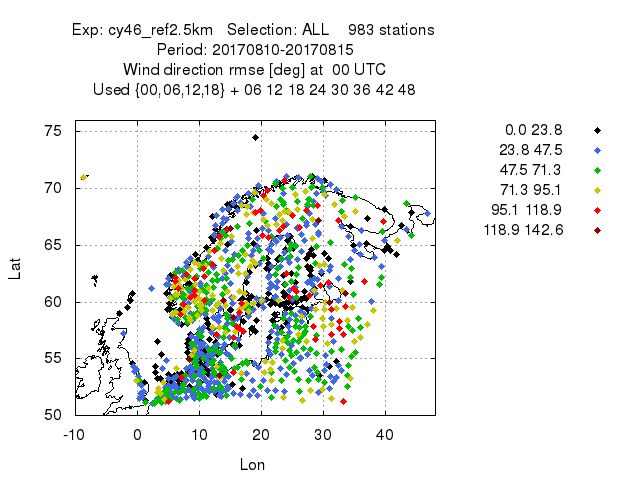 Exp: cy46_ref2.5km   Selection: ALL    983 stations
Period: 20170810-20170815
Wind direction rmse [deg] at  00 UTC
Used {00,06,12,18} + 06 12 18 24 30 36 42 48
0.0 23.8
23.8 47.5
47.5 71.3
71.3 95.1
95.1 118.9
118.9 142.6
75
70
65
60
55
50
Lat
-10 0 10 20 30 40
Lon